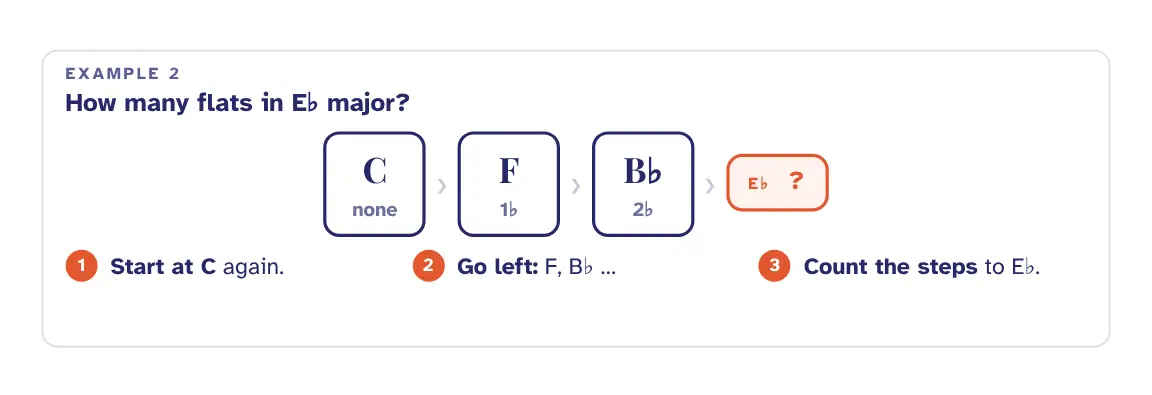 EXAMPLE 2
How many flats in E♭ major?
C › F › B♭ › E♭ ?
none 1♭ 2♭
1 Start at C again. 2 Go left: F, B♭ ... 3 Count the steps to E♭.